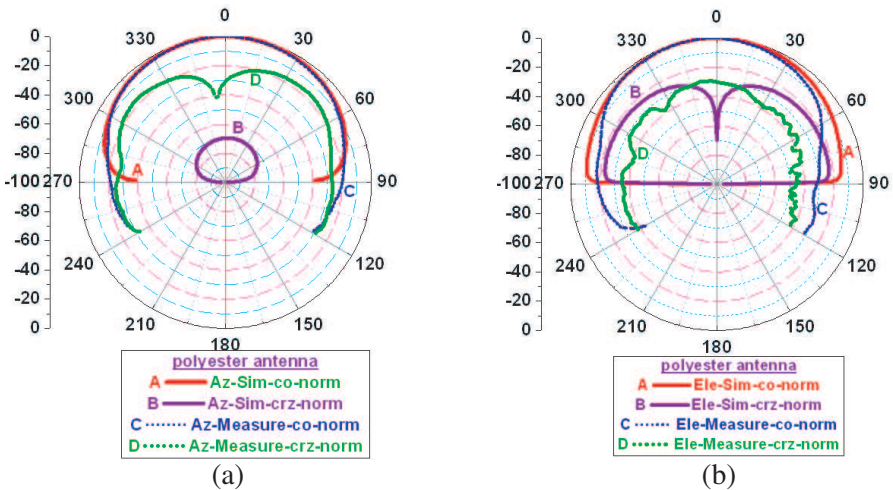 0
0
-20
-40
-60
-80
-100
-80
-60
-40
-20
0
330
30
300
60
270
90
240
120
210
150
180
A
B
C
D
polyester antenna
A Az-Sim-co-norm
B Az-Sim-crz-norm
C Az-Measure-co-norm
D Az-Measure-crz-norm
(a)
0
0
-20
-40
-60
-80
-100
-80
-60
-40
-20
0
330
30
300
60
270
90
240
120
210
150
180
A
B
C
D
polyester antenna
A Ele-Sim-co-norm
B Ele-Sim-crz-norm
C Ele-Measure-co-norm
D Ele-Measure-crz-norm
(b)